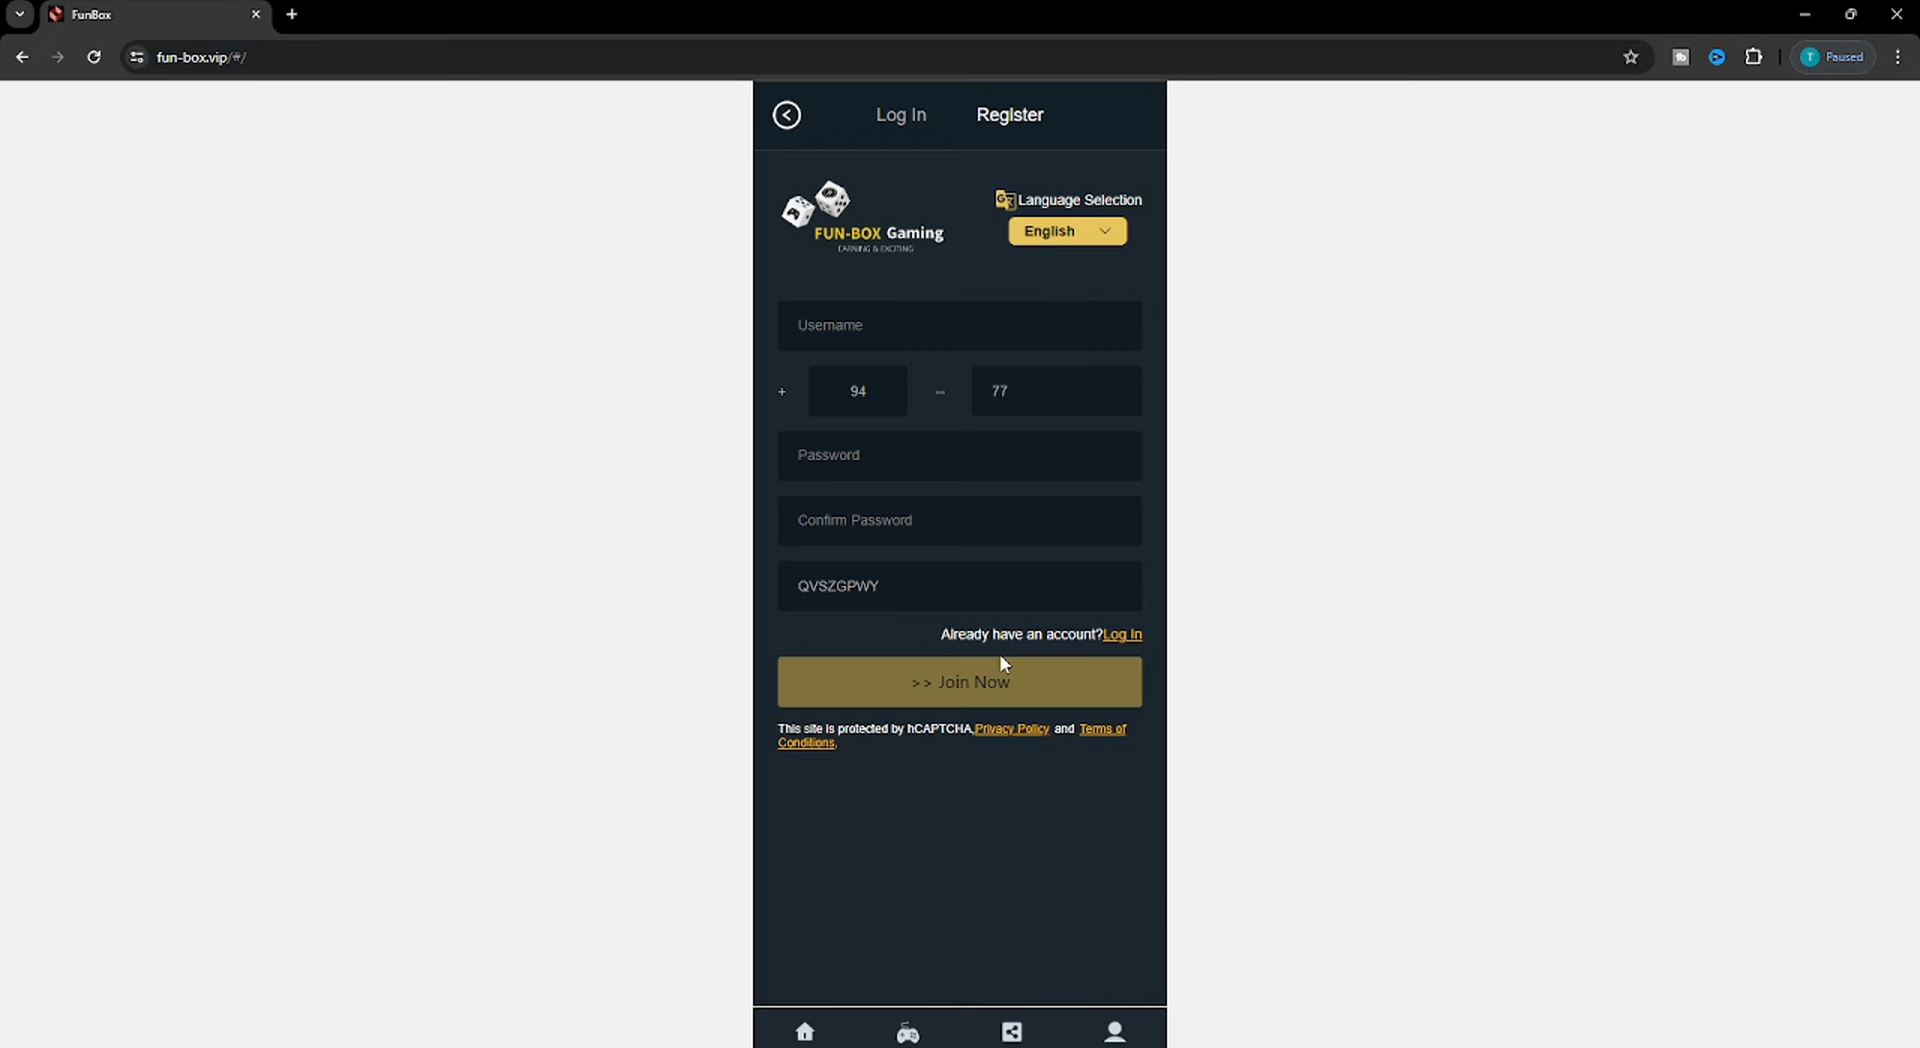 FunBox
fun-box.vip/#/
T Paused
Log In Register
Language Selection
English
FUN-BOX Gaming
EARNING & EXCITING
Username
+ 94 -- 77
Password
Confirm Password
QVSZGPWY
Already have an account?Log In
>> Join Now
This site is protected by hCAPTCHA,Privacy Policy and Terms of
Conditions.